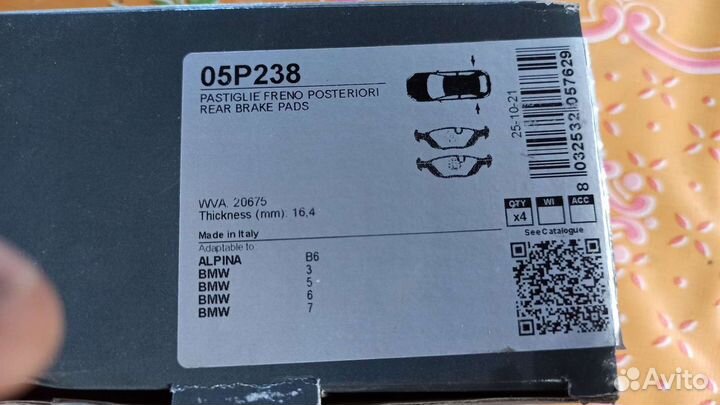 05P238
PASTIGLIE FRENO POSTERIORI
REAR BRAKE PADS
25-10-21
8 032532 057629
WVA. 20675
Thickness (mm): 16,4
QTY WI ACC
x4
See Catalogue
Made in Italy
Adaptable to
ALPINA B6
BMW 3
BMW 5
BMW 6
BMW 7
Avito